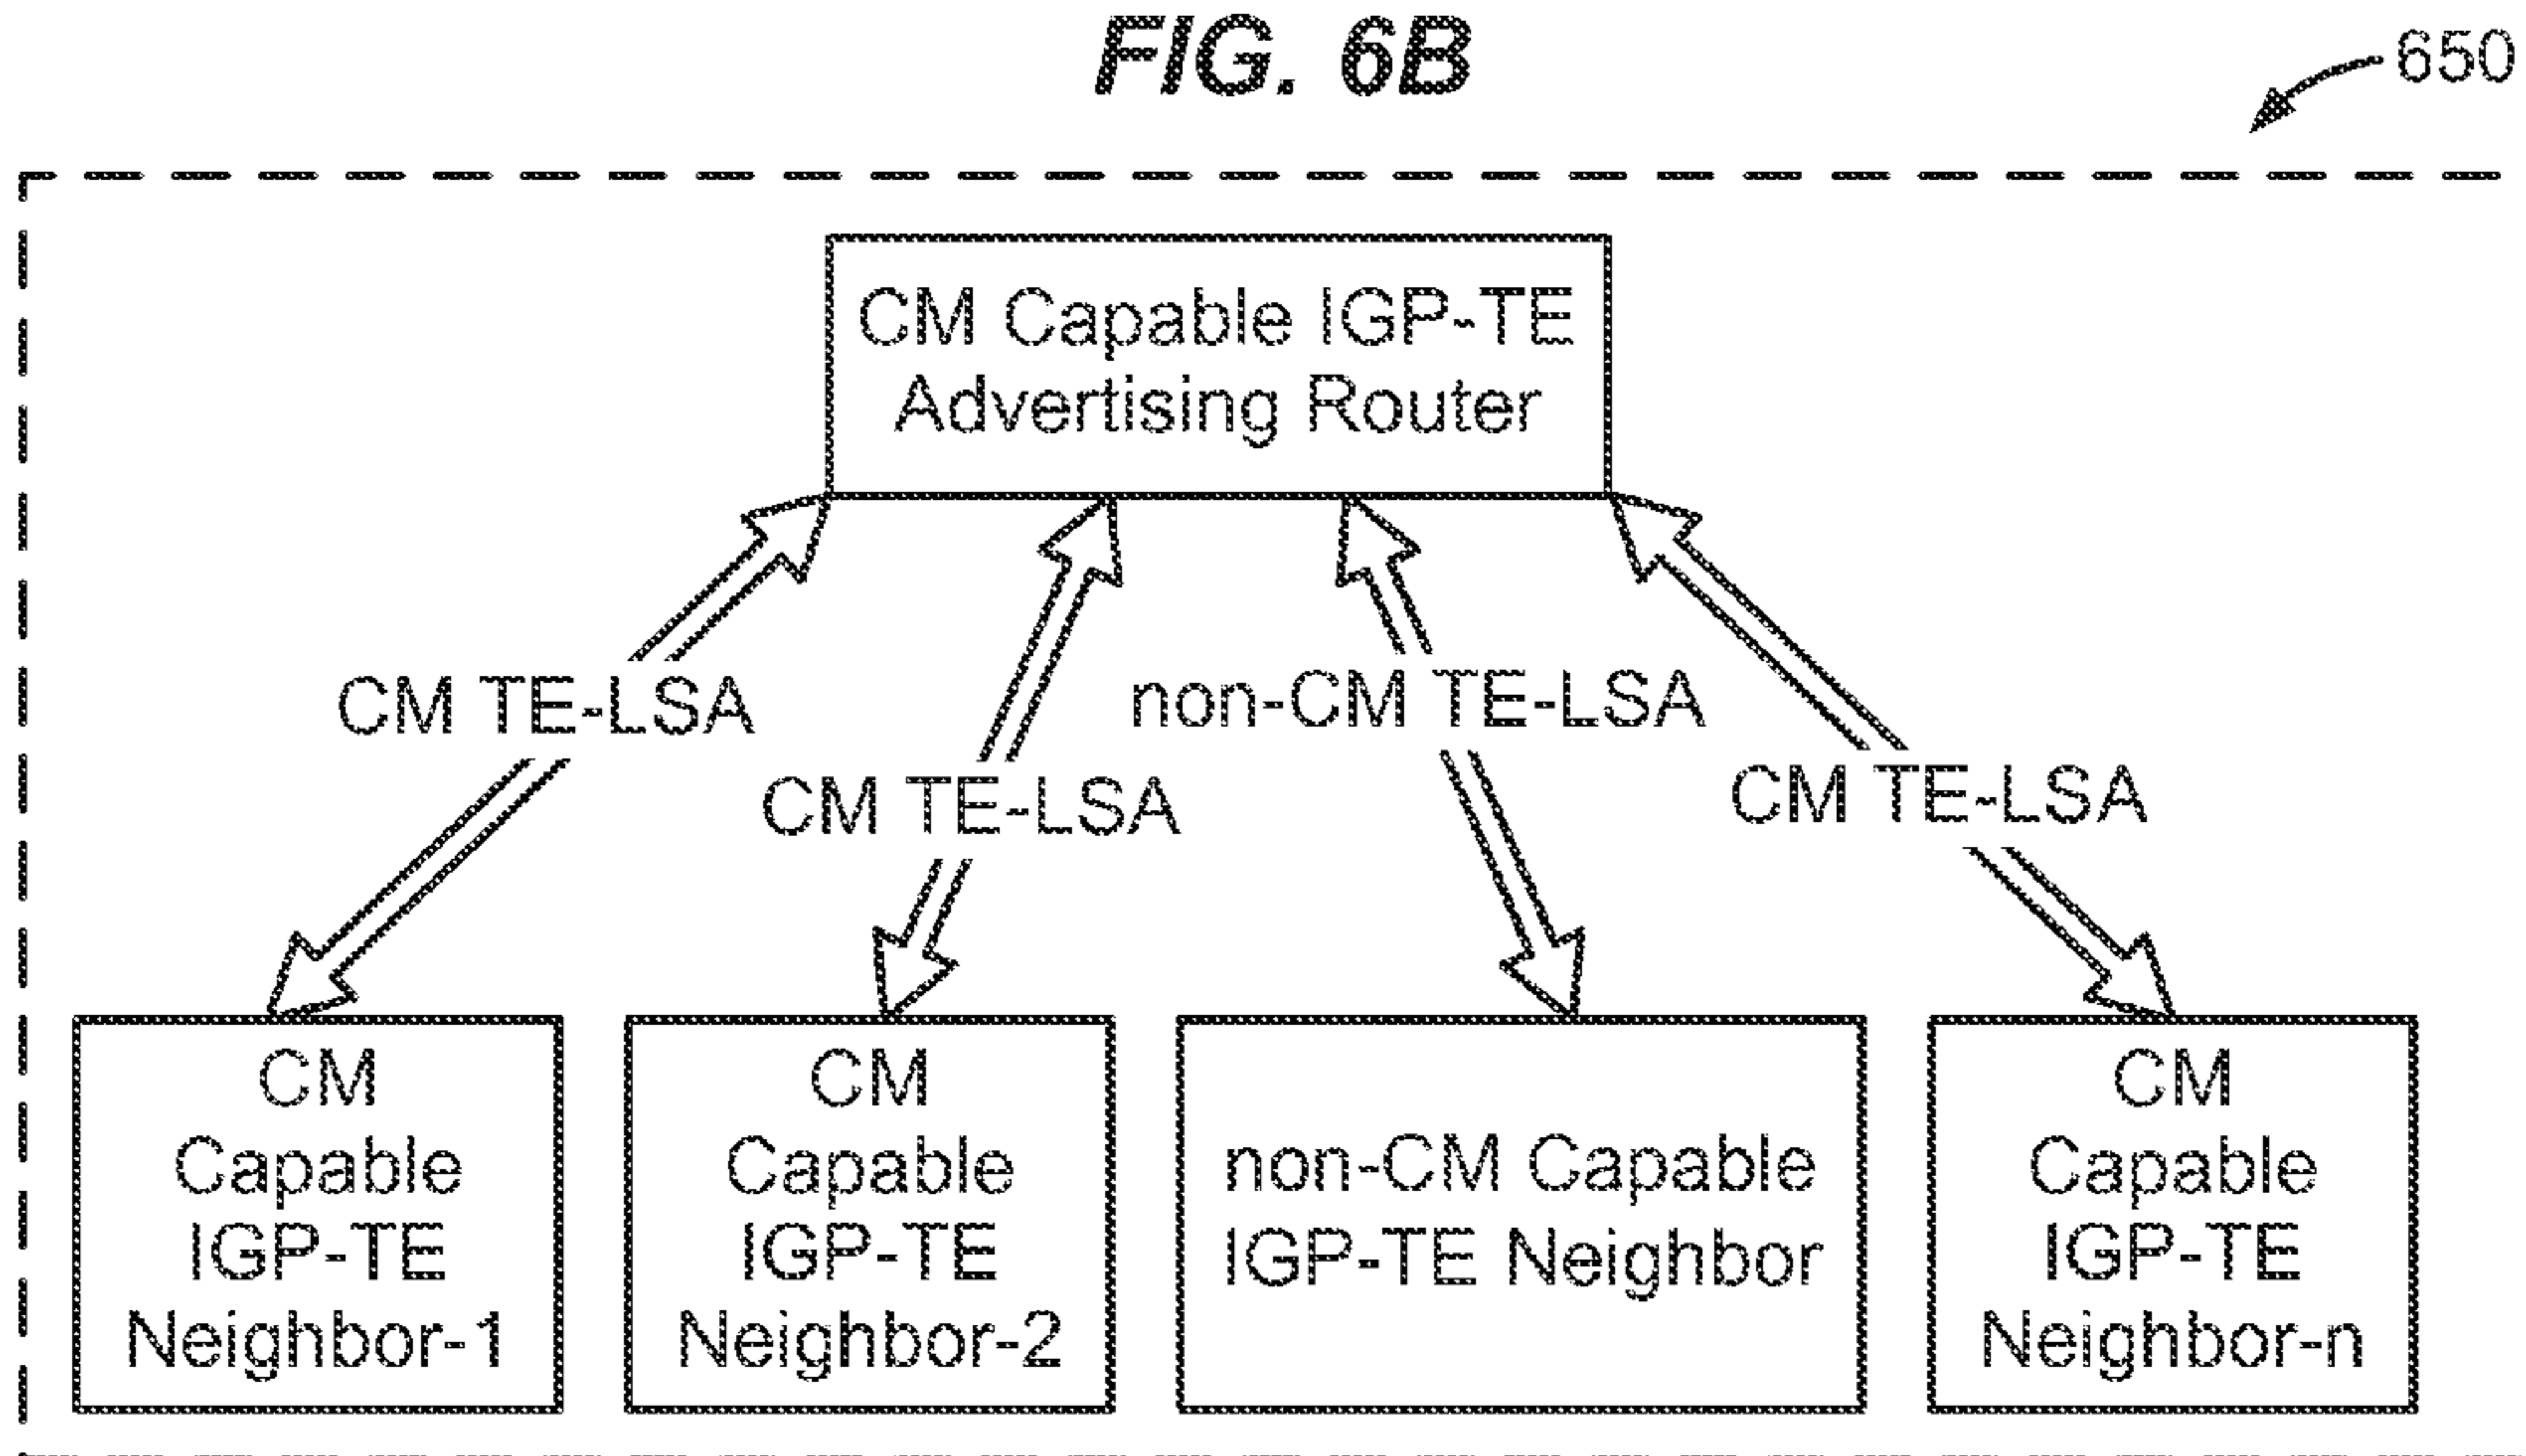 FIG. 6B
650
CM Capable IGP-TE
Advertising Router
CM TE-LSA
CM TE-LSA
non-CM TE-LSA
CM TE-LSA
CM
Capable
IGP-TE
Neighbor-1
CM
Capable
IGP-TE
Neighbor-2
non-CM Capable
IGP-TE Neighbor
CM
Capable
IGP-TE
Neighbor-n